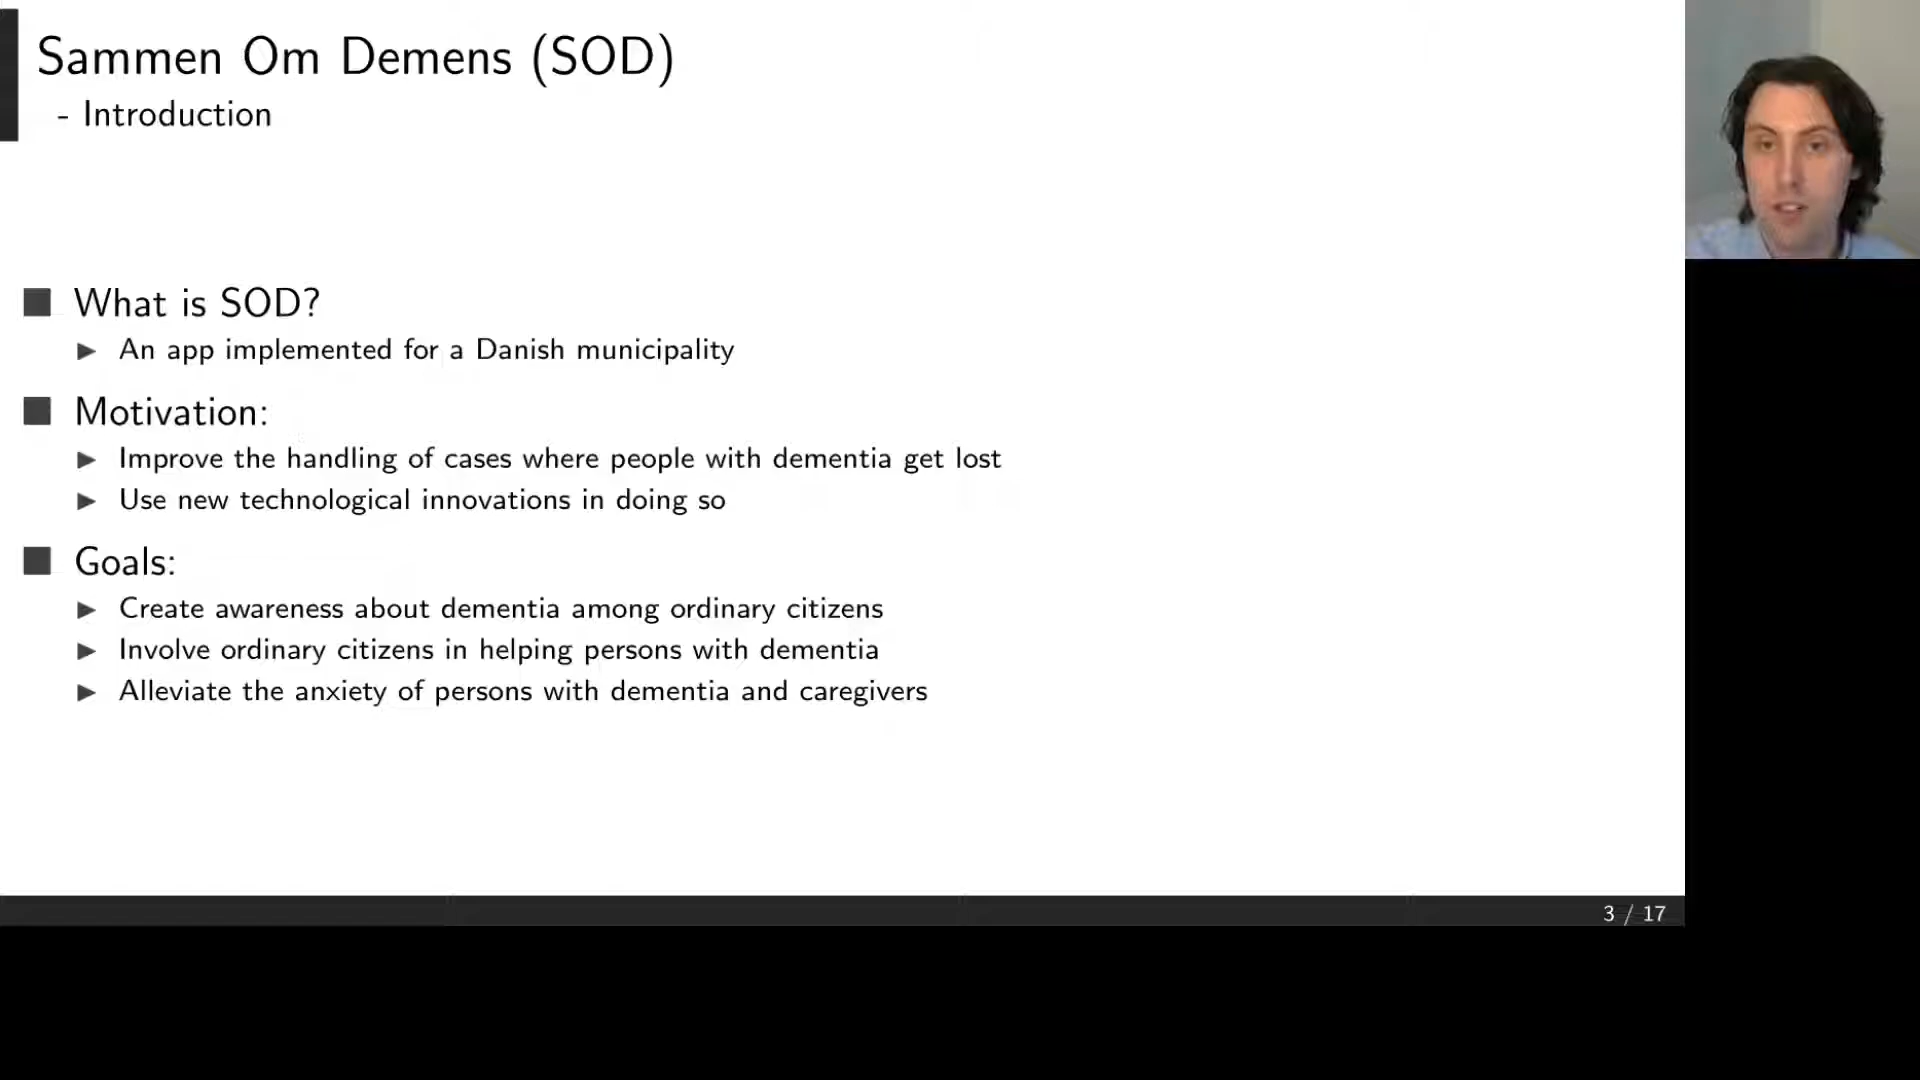 Sammen Om Demens (SOD)
- Introduction
What is SOD?
An app implemented for a Danish municipality
Motivation:
Improve the handling of cases where people with dementia get lost
Use new technological innovations in doing so
Goals:
Create awareness about dementia among ordinary citizens
Involve ordinary citizens in helping persons with dementia
Alleviate the anxiety of persons with dementia and caregivers
3 / 17